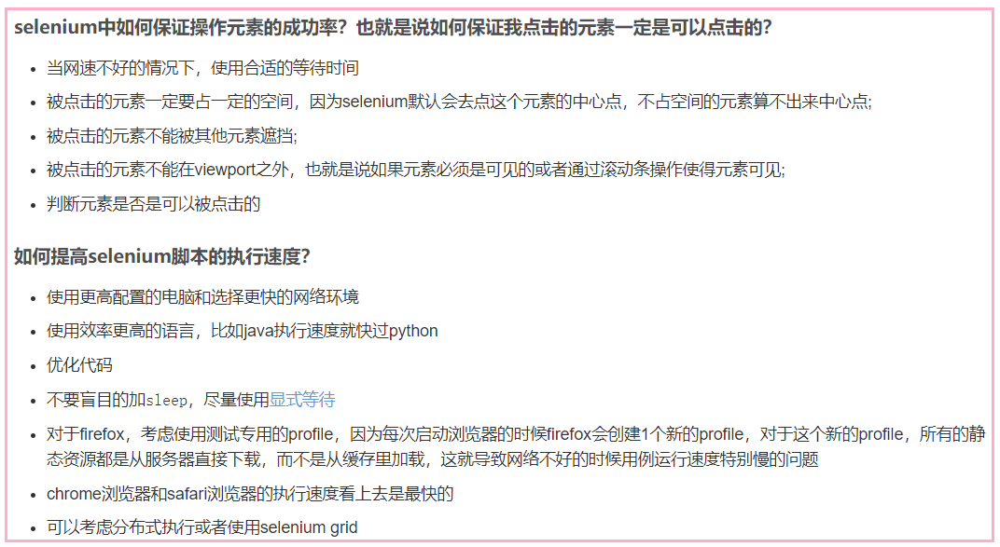 selenium中如何保证操作元素的成功率？也就是说如何保证我点击的元素一定是可以点击的？
• 当网速不好的情况下，使用合适的等待时间
• 被点击的元素一定要占一定的空间，因为selenium默认会去点这个元素的中心点，不占空间的元素算不出来中心点;
• 被点击的元素不能被其他元素遮挡;
• 被点击的元素不能在viewport之外，也就是说如果元素必须是可见的或者通过滚动条操作使得元素可见;
• 判断元素是否是可以被点击的
如何提高selenium脚本的执行速度？
• 使用更高配置的电脑和选择更快的网络环境
• 使用效率更高的语言，比如java执行速度就快过python
• 优化代码
• 不要盲目的加sleep，尽量使用显式等待
• 对于firefox，考虑使用测试专用的profile，因为每次启动浏览器的时候firefox会创建1个新的profile，对于这个新的profile，所有的静
态资源都是从服务器直接下载，而不是从缓存里加载，这就导致网络不好的时候用例运行速度特别慢的问题
• chrome浏览器和safari浏览器的执行速度看上去是最快的
• 可以考虑分布式执行或者使用selenium grid